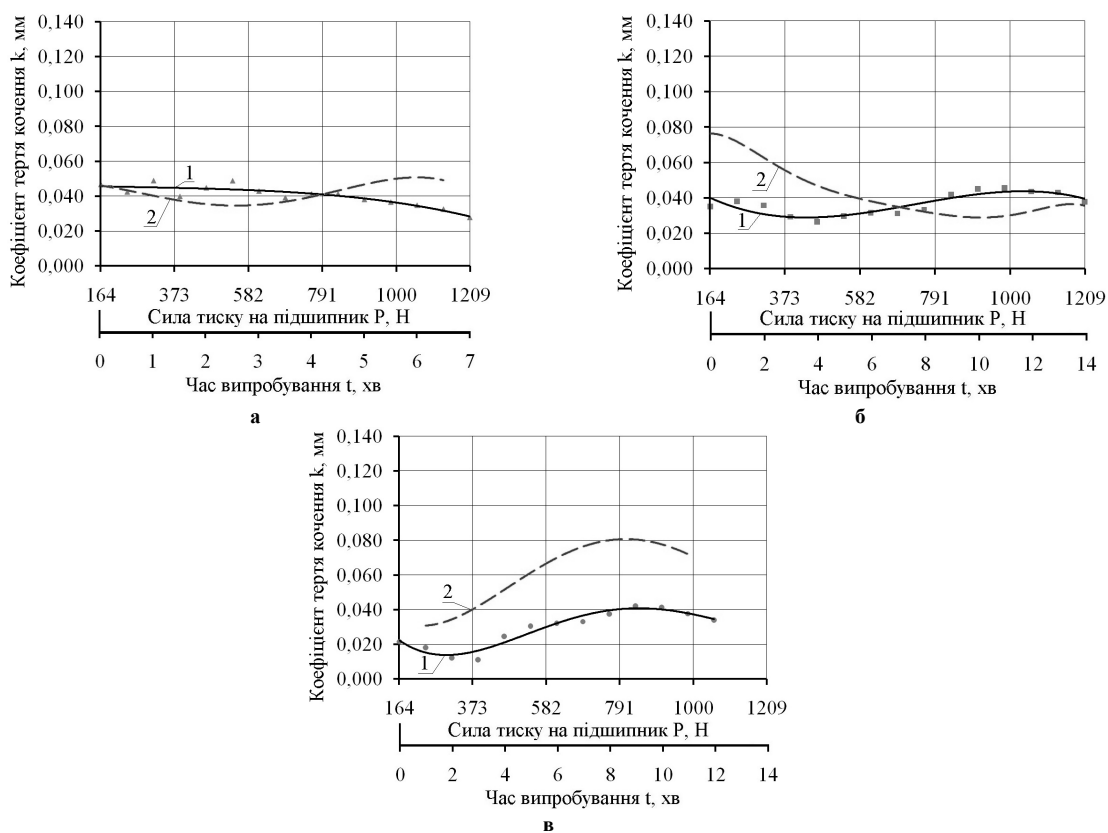 Коефіцієнт тертя кочення k, мм
0,140
0,120
0,100
0,080
0,060
0,040
0,020
0,000
1
2
164 373 582 791 1000 1209
Сила тиску на підшипник P, Н
0 1 2 3 4 5 6 7
Час випробування t, хв
а
Коефіцієнт тертя кочення k, мм
0,140
0,120
0,100
0,080
0,060
0,040
0,020
0,000
2
1
164 373 582 791 1000 1209
Сила тиску на підшипник P, Н
0 2 4 6 8 10 12 14
Час випробування t, хв
б
Коефіцієнт тертя кочення k, мм
0,140
0,120
0,100
0,080
0,060
0,040
0,020
0,000
2
1
164 373 582 791 1000 1209
Сила тиску на підшипник P, Н
0 2 4 6 8 10 12 14
Час випробування t, хв
в